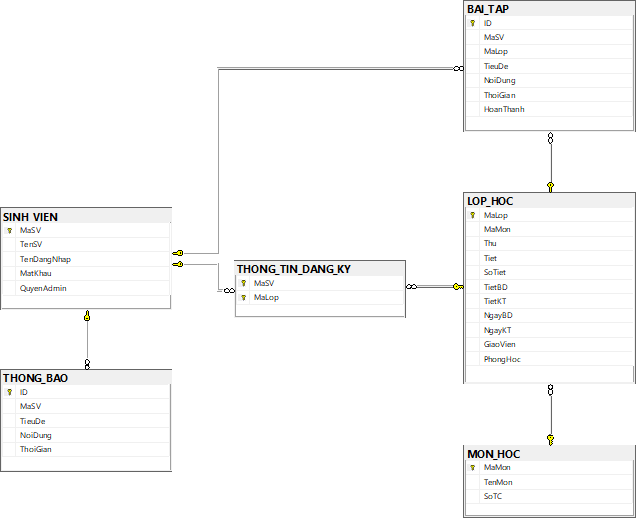 BAI_TAP
ID
MaSV
MaLop
TieuDe
NoiDung
ThoiGian
HoanThanh
SINH_VIEN
MaSV
TenSV
TenDangNhap
MatKhau
QuyenAdmin
THONG_TIN_DANG_KY
MaSV
MaLop
LOP_HOC
MaLop
MaMon
Thu
Tiet
SoTiet
TietBD
TietKT
NgayBD
NgayKT
GiaoVien
PhongHoc
THONG_BAO
ID
MaSV
TieuDe
NoiDung
ThoiGian
MON_HOC
MaMon
TenMon
SoTC